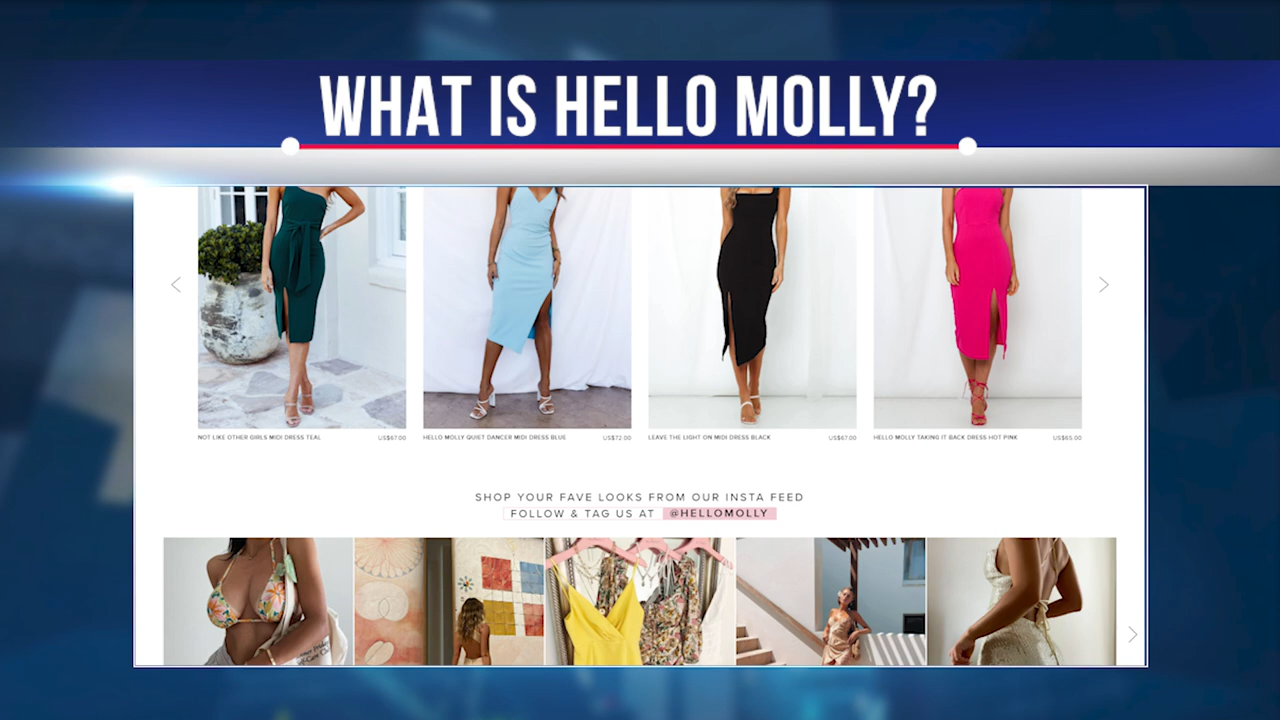 WHAT IS HELLO MOLLY?
NOT LIKE OTHER GIRLS MIDI DRESS TEAL US$67.00
HELLO MOLLY QUIET DANCER MIDI DRESS BLUE US$72.00
LEAVE THE LIGHT ON MIDI DRESS BLACK US$67.00
HELLO MOLLY TAKING IT BACK DRESS HOT PINK US$65.00
SHOP YOUR FAVE LOOKS FROM OUR INSTA FEED
FOLLOW & TAG US AT @HELLOMOLLY